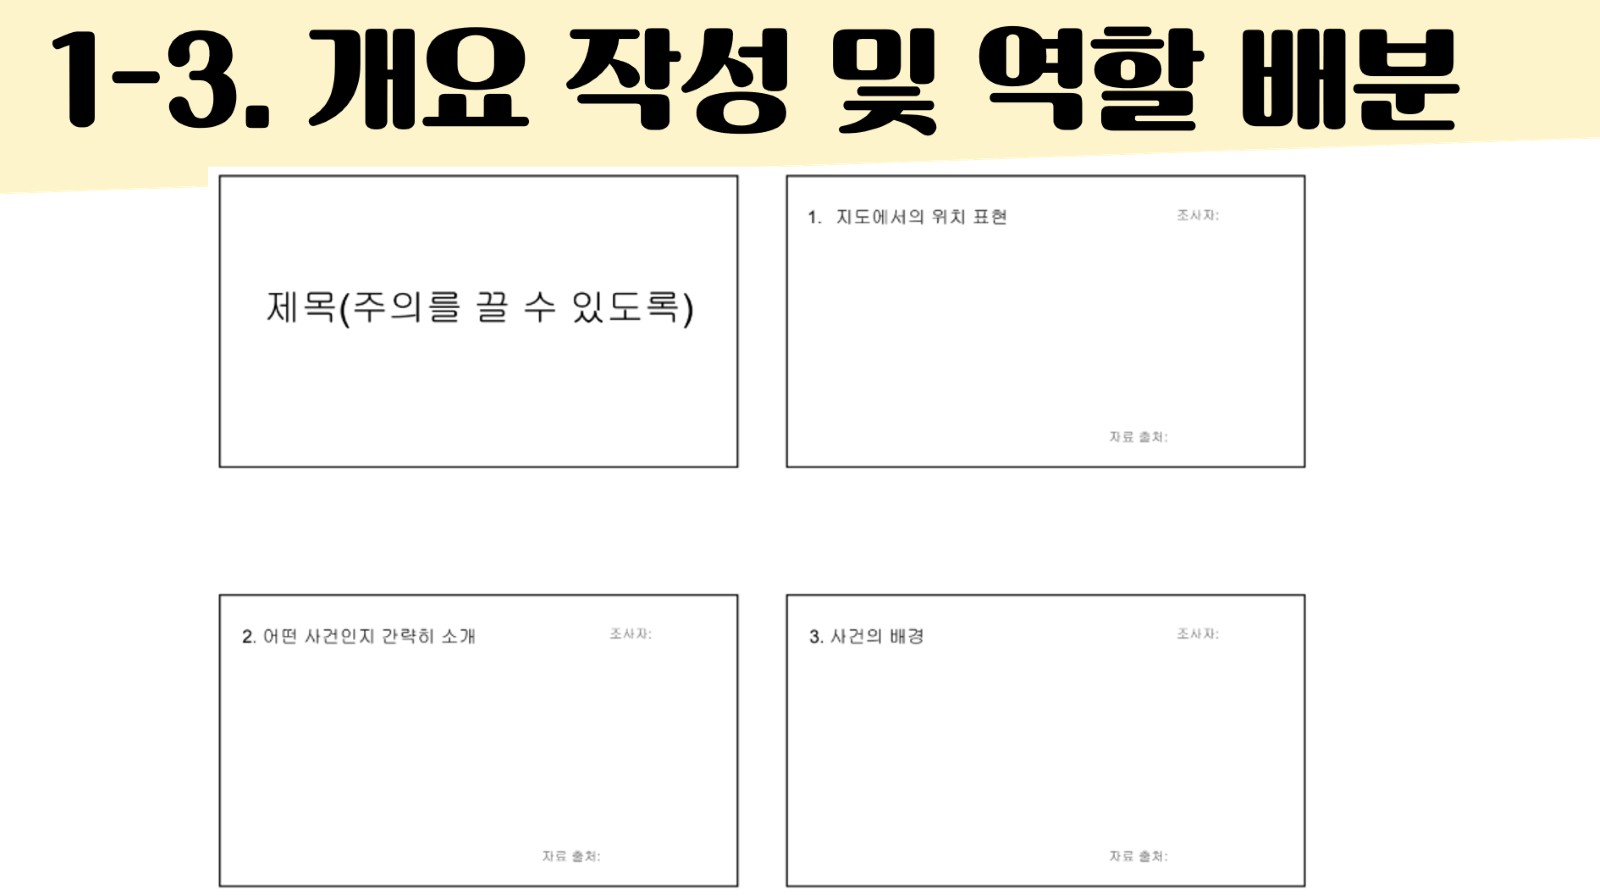 1-3. 개요 작성 및 역할 배분
제목(주의를 끌 수 있도록)
1. 지도에서의 위치 표현
조사자:
자료 출처:
2. 어떤 사건인지 간략히 소개
조사자:
자료 출처:
3. 사건의 배경
조사자:
자료 출처: